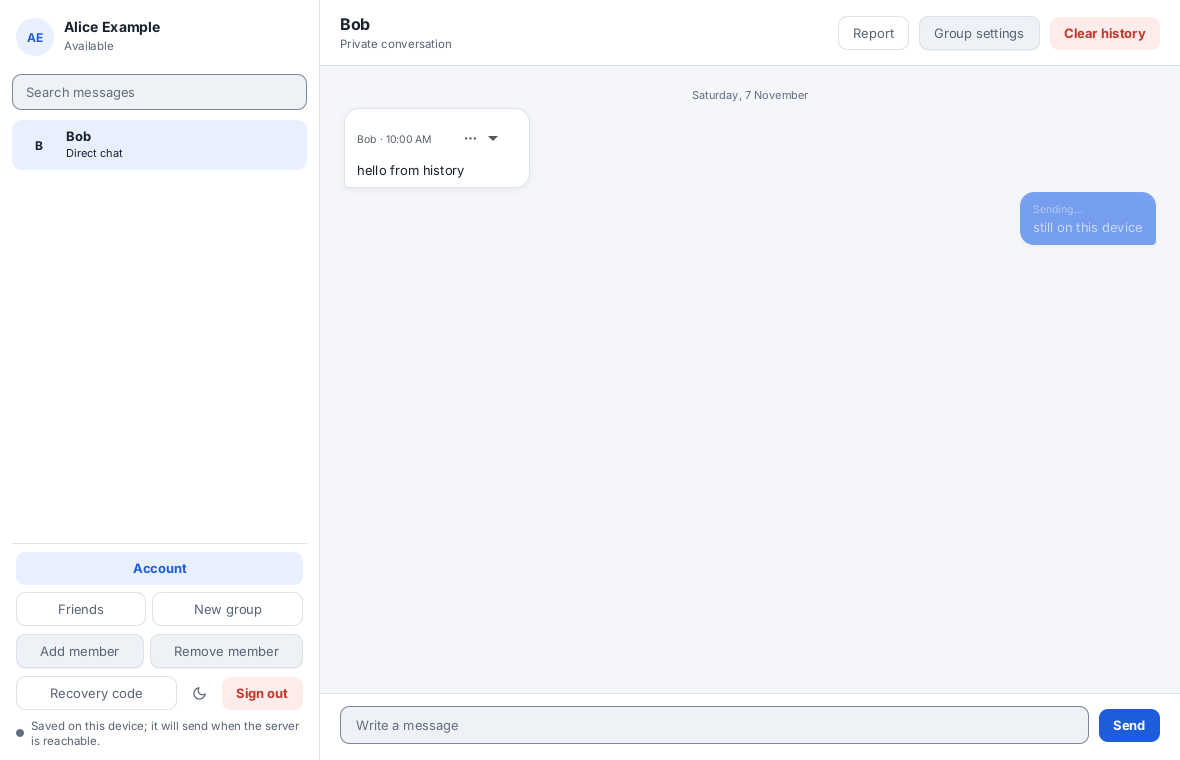 AE
Alice Example
Available
Search messages
B
Bob
Direct chat
Account
Friends
New group
Add member
Remove member
Recovery code
Sign out
Saved on this device; it will send when the server
is reachable.
Bob
Private conversation
Report
Group settings
Clear history
Saturday, 7 November
Bob · 10:00 AM
hello from history
Sending...
still on this device
Write a message
Send